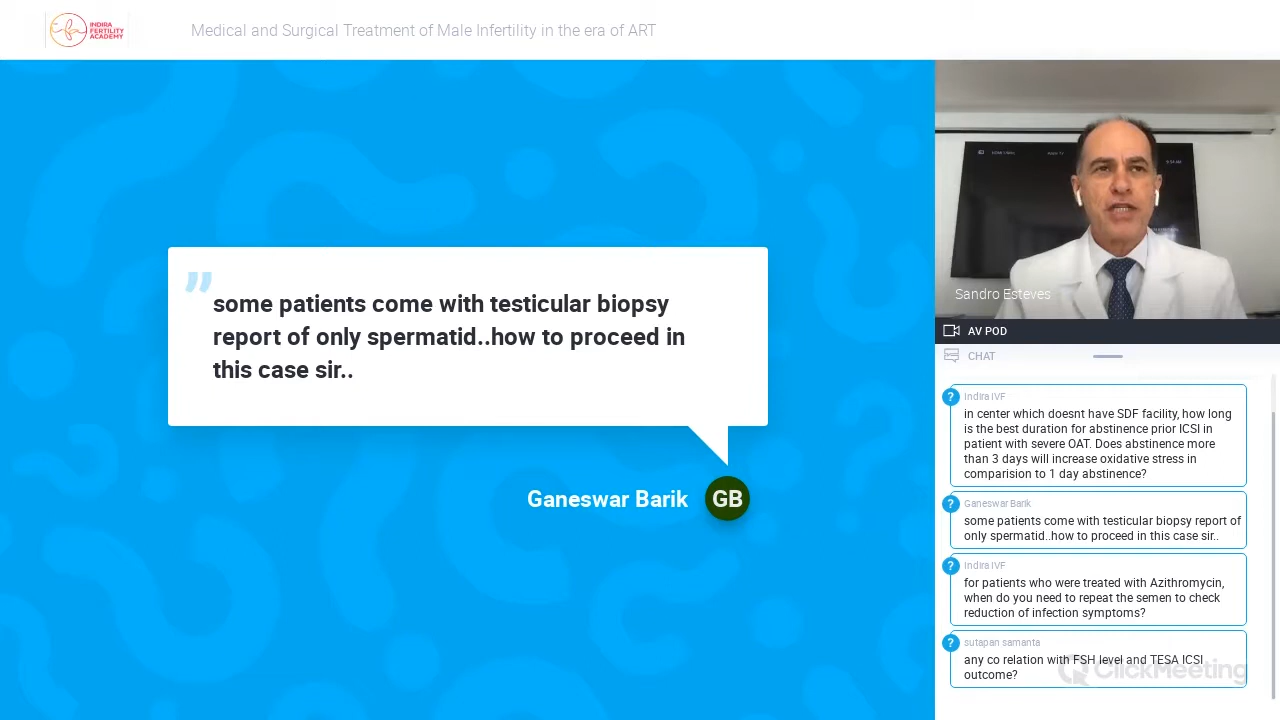 INDIRA
FERTILITY
ACADEMY
Medical and Surgical Treatment of Male Infertility in the era of ART
”
some patients come with testicular biopsy
report of only spermatid..how to proceed in
this case sir..
Ganeswar Barik
GB
Sandro Esteves
AV POD
CHAT
?
Indira IVF
in center which doesnt have SDF facility, how long
is the best duration for abstinence prior ICSI in
patient with severe OAT. Does abstinence more
than 3 days will increase oxidative stress in
comparision to 1 day abstinence?
?
Ganeswar Barik
some patients come with testicular biopsy report of
only spermatid..how to proceed in this case sir..
?
Indira IVF
for patients who were treated with Azithromycin,
when do you need to repeat the semen to check
reduction of infection symptoms?
?
sutapan samanta
any co relation with FSH level and TESA ICSI
outcome?
ClickMeeting